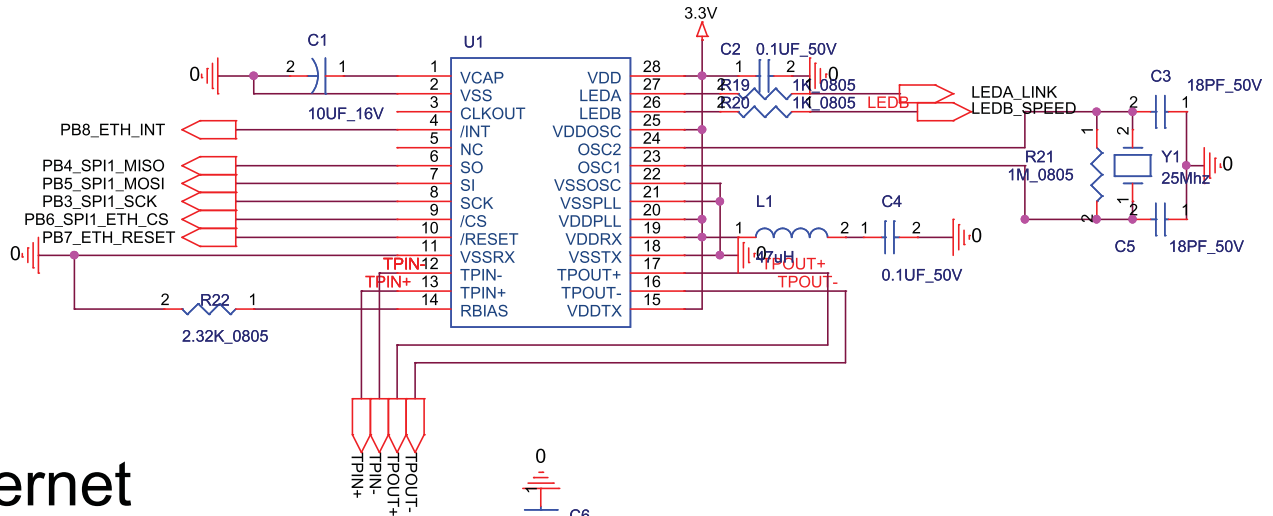 3.3V
C1
U1
C2 0.1UF_50V
0 2 1 1 VCAP VDD 28 1 2 0
2 VSS LEDA 27 2 R19 1K_0805 LEDA_LINK
10UF_16V 3 CLKOUT LEDB 26 2 R20 1K_0805 LEDB LEDB_SPEED
PB8_ETH_INT 4 /INT VDDOSC 25
5 NC OSC2 24
PB4_SPI1_MISO 6 SO OSC1 23
PB5_SPI1_MOSI 7 SI VSSOSC 22
PB3_SPI1_SCK 8 SCK VSSPLL 21
PB6_SPI1_ETH_CS 9 /CS VDDPLL 20
PB7_ETH_RESET 10 /RESET VDDRX 19
0 11 VSSRX VSSTX 18
TPIN- 12 TPIN- TPOUT+ 17 TPOUT+
TPIN+ 13 TPIN+ TPOUT- 16 TPOUT-
2 R22 1 14 RBIAS VDDTX 15
2.32K_0805
C3
18PF_50V
2 1
1 2
R21
1M_0805
Y1
25Mhz
0
2 1 2 1
C5 18PF_50V
L1 C4
1 2 1 2 0
0 47uH
0.1UF_50V
TPIN+
TPIN-
TPOUT+
TPOUT-
ernet
0
1
C6